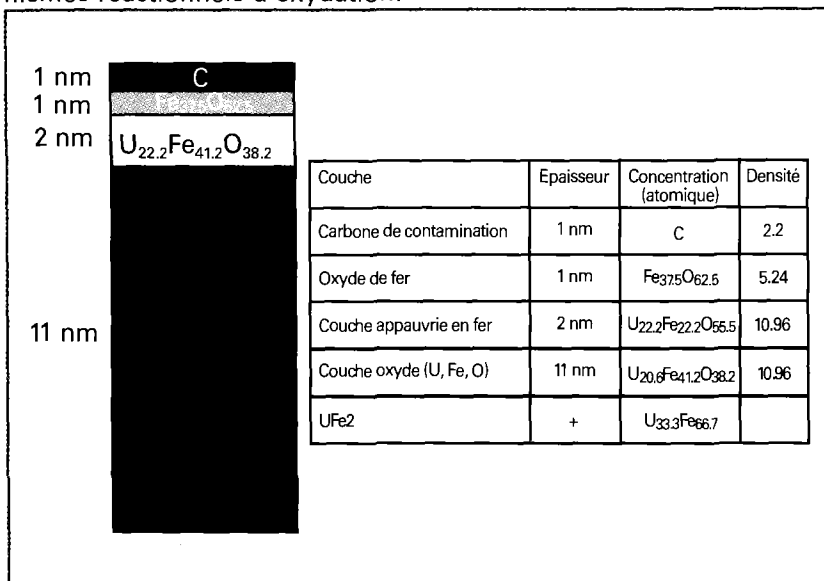 1 nm C
1 nm
2 nm U22.2Fe41.2O38.2
11 nm
Couche Epaisseur Concentration (atomique) Densité
Carbone de contamination 1 nm C 2.2
Oxyde de fer 1 nm Fe37.5O62.5 5.24
Couche appauvrie en fer 2 nm U22.2Fe22.2O55.5 10.96
Couche oxyde (U, Fe, O) 11 nm U20.6Fe41.2O38.2 10.96
UFe2 + U33.3Fe66.7